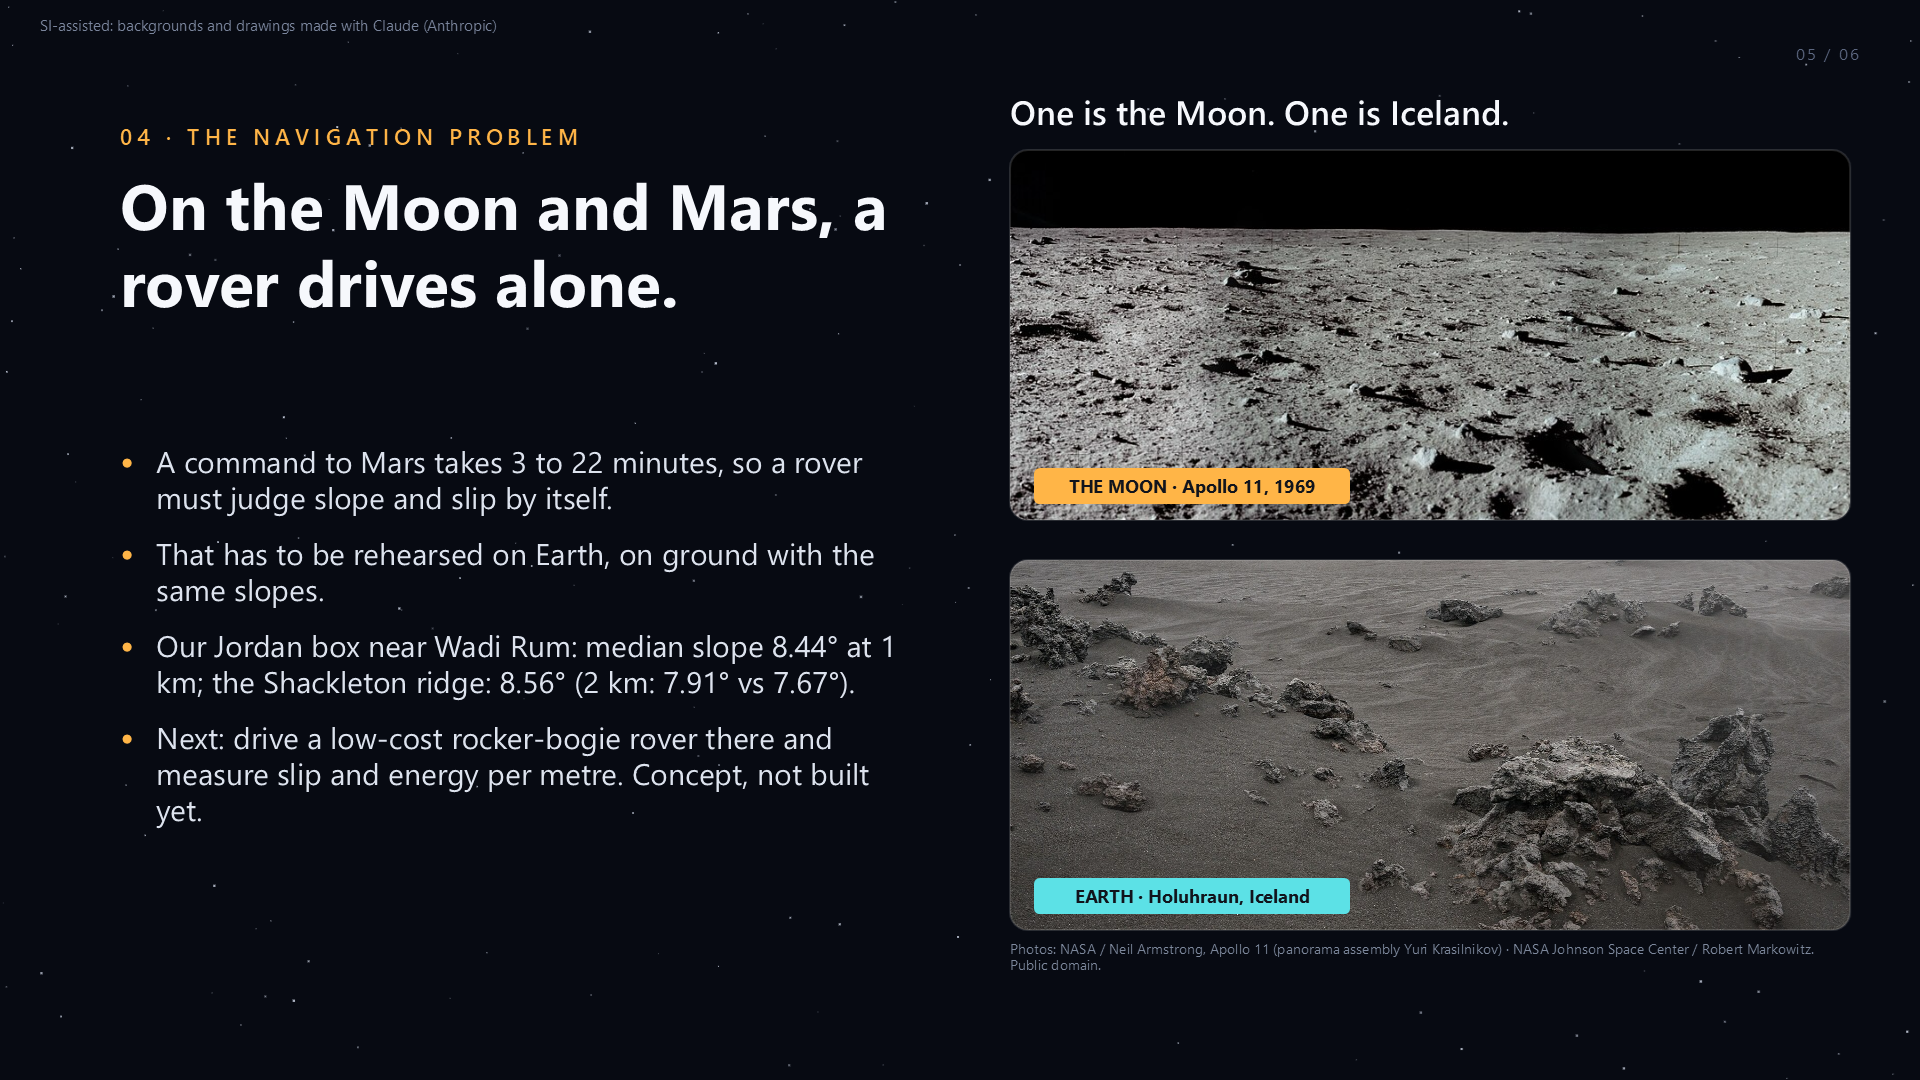 SI-assisted: backgrounds and drawings made with Claude (Anthropic)
05 / 06
04 · THE NAVIGATION PROBLEM
On the Moon and Mars, a
rover drives alone.
• A command to Mars takes 3 to 22 minutes, so a rover
must judge slope and slip by itself.
• That has to be rehearsed on Earth, on ground with the
same slopes.
• Our Jordan box near Wadi Rum: median slope 8.44° at 1
km; the Shackleton ridge: 8.56° (2 km: 7.91° vs 7.67°).
• Next: drive a low-cost rocker-bogie rover there and
measure slip and energy per metre. Concept, not built
yet.
One is the Moon. One is Iceland.
THE MOON · Apollo 11, 1969
EARTH · Holuhraun, Iceland
Photos: NASA / Neil Armstrong, Apollo 11 (panorama assembly Yuri Krasilnikov) · NASA Johnson Space Center / Robert Markowitz.
Public domain.